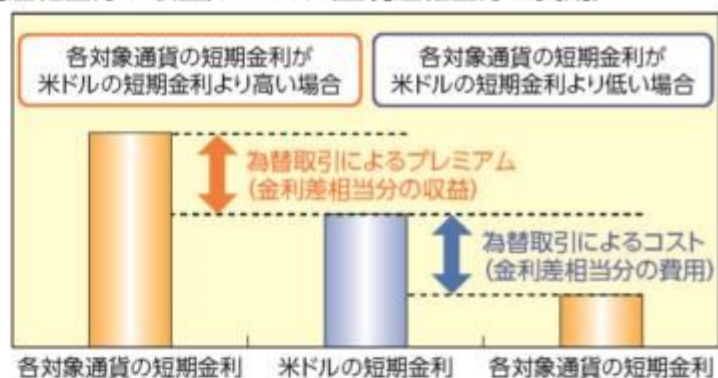 各対象通貨の短期金利が
米ドルの短期金利より高い場合
各対象通貨の短期金利が
米ドルの短期金利より低い場合
為替取引によるプレミアム
(金利差相当分の収益)
為替取引によるコスト
(金利差相当分の費用)
各対象通貨の短期金利
米ドルの短期金利
各対象通貨の短期金利